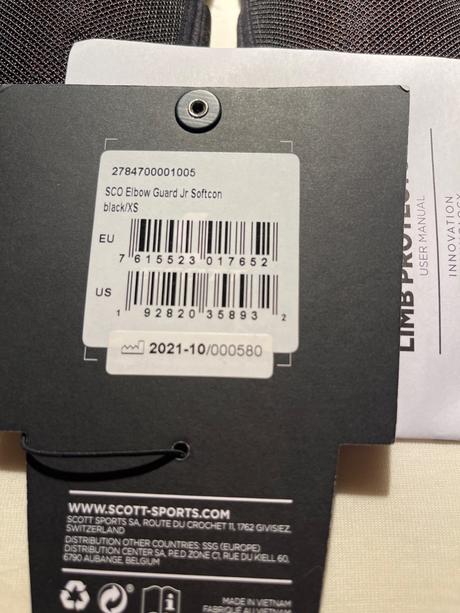 2784700001005
SCO Elbow Guard Jr Softcon
black/XS
EU
7 615523 017652
US
1 92820 35893 2
2021-10/000580
WWW.SCOTT-SPORTS.COM
SCOTT SPORTS SA, ROUTE DU CROCHET 11, 1762 GIVISIEZ,
SWITZERLAND
DISTRIBUTION OTHER COUNTRIES: SSG (EUROPE)
DISTRIBUTION CENTER SA, P.E.D ZONE C1, RUE DU KIELL 60,
6790 AUBANGE, BELGIUM
MADE IN VIETNAM
FABRIQUÉ AU VIETNAM
LIMB
USER MANUAL
INNOVATION